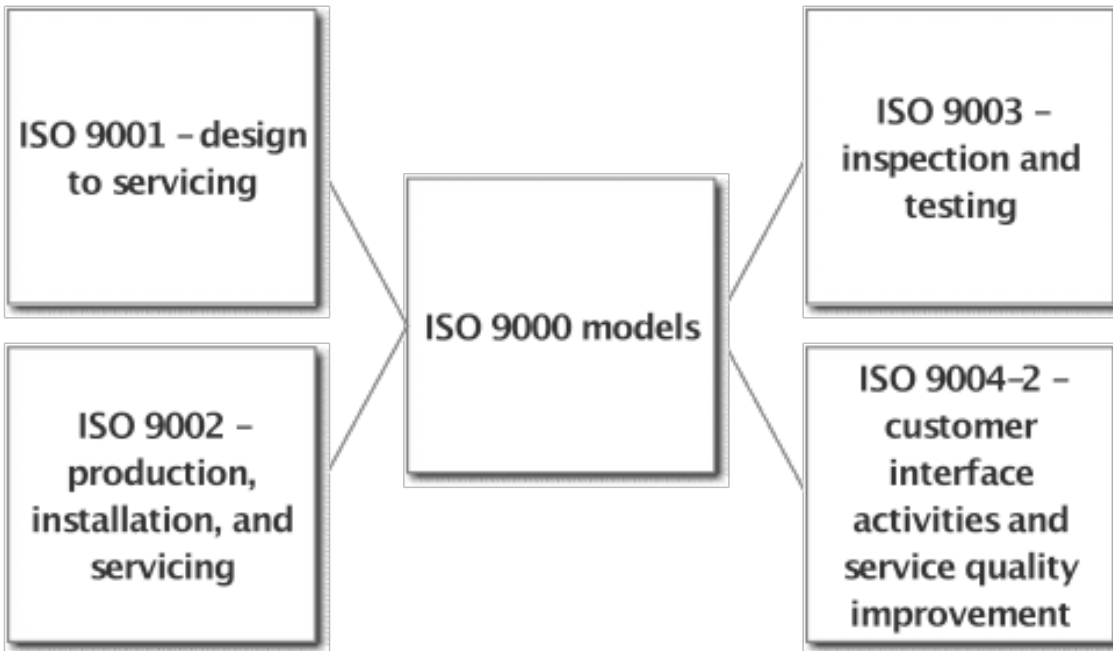 ISO 9001 – design
to servicing
ISO 9002 –
production,
installation, and
servicing
ISO 9000 models
ISO 9003 –
inspection and
testing
ISO 9004–2 –
customer
interface
activities and
service quality
improvement